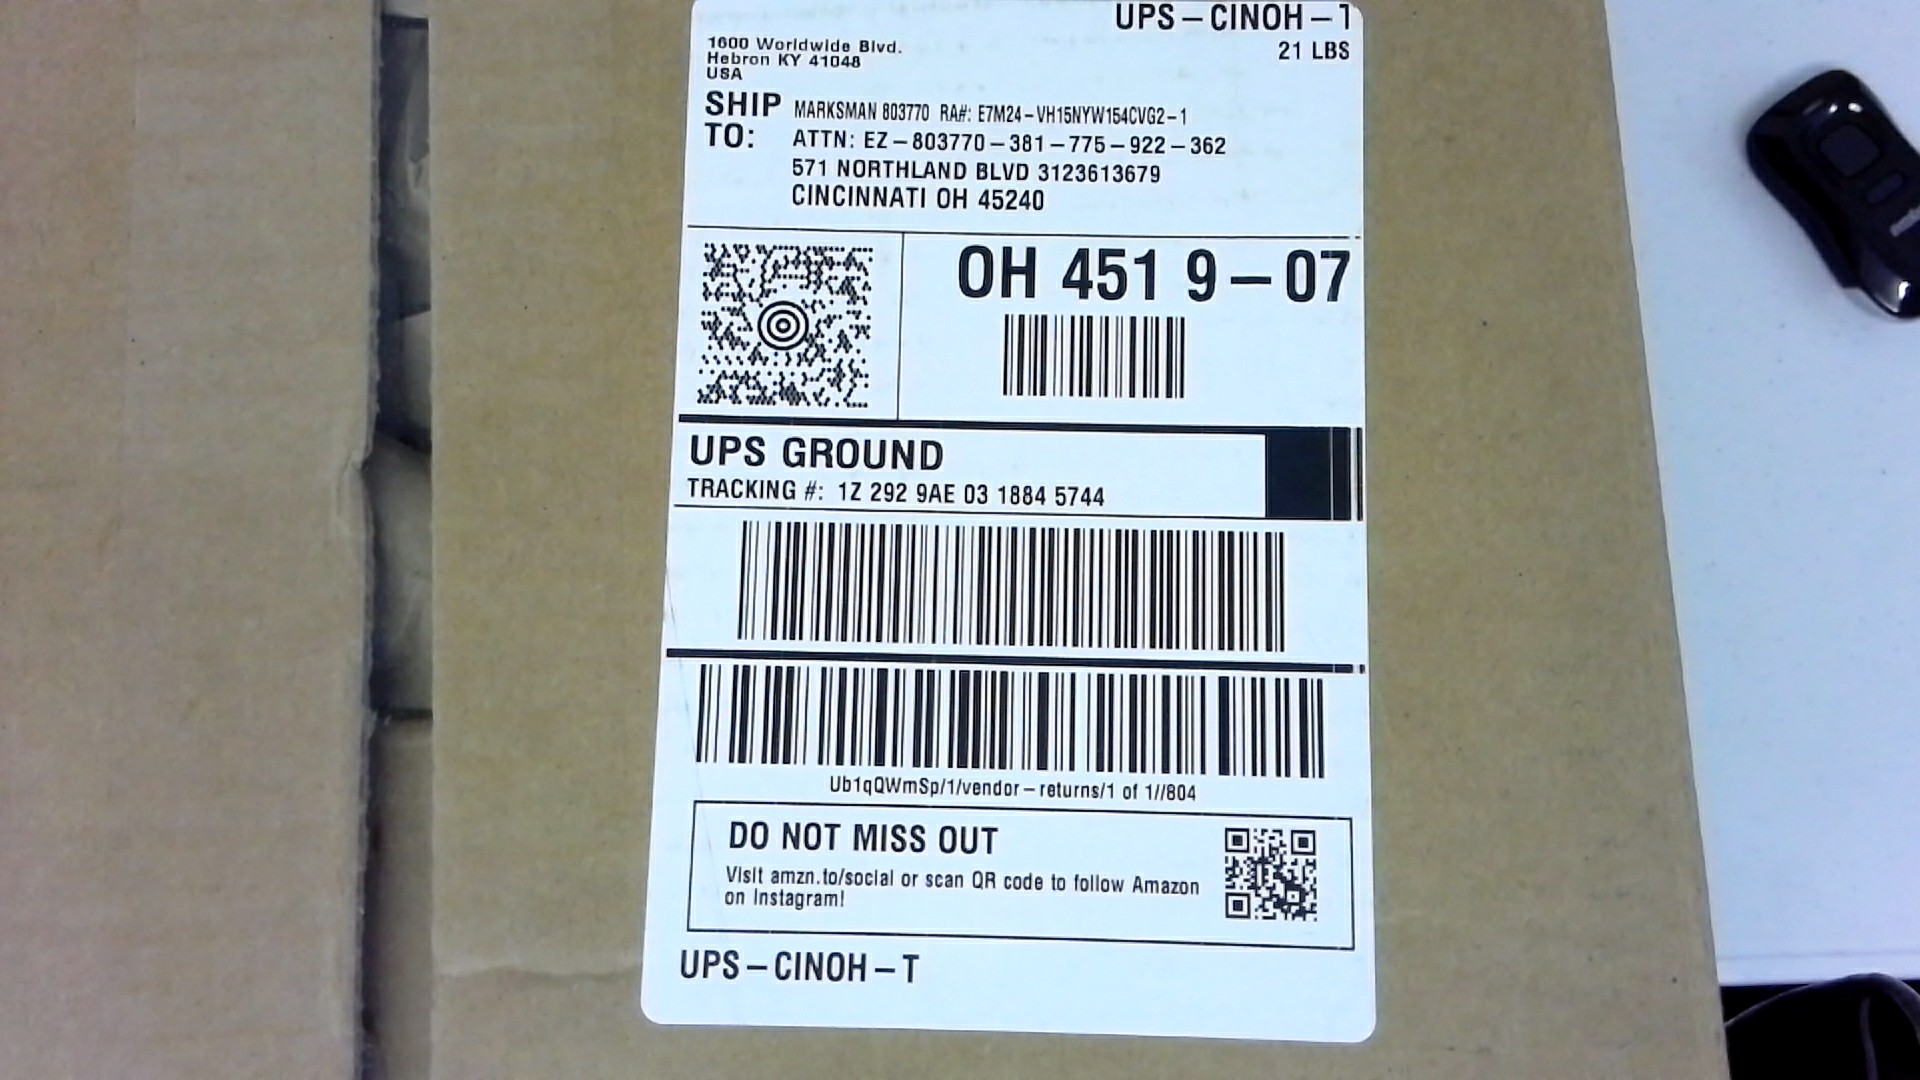 UPS-CINOH-1
21 LBS
1600 Worldwide Blvd.
Hebron KY 41048
USA
SHIP TO:
MARKSMAN 803770 RA#: E7M24-VH15NYW154CVG2-1
ATTN: EZ-803770-381-775-922-362
571 NORTHLAND BLVD 3123613679
CINCINNATI OH 45240
OH 451 9-07
UPS GROUND
TRACKING #: 1Z 292 9AE 03 1884 5744
Ub1qQWmSp/1/vendor-returns/1 of 1//804
DO NOT MISS OUT
Visit amzn.to/social or scan QR code to follow Amazon
on Instagram!
UPS-CINOH-T